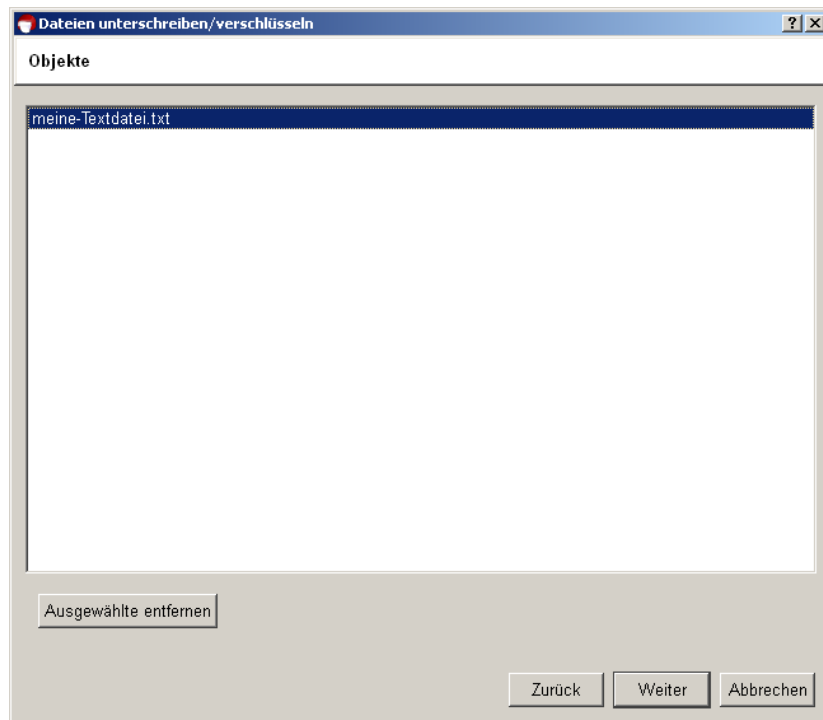 Dateien unterschreiben/verschlüsseln
Objekte
meine-Textdatei.txt
Ausgewählte entfernen
Zurück Weiter Abbrechen